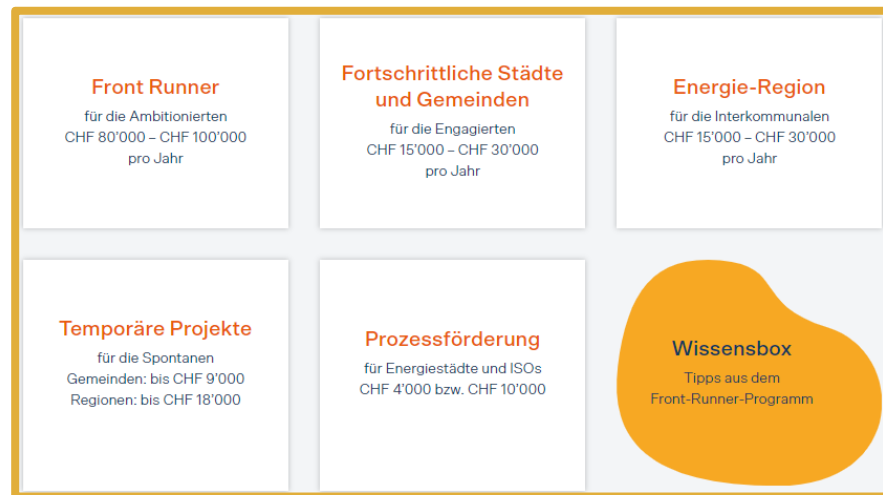 Front Runner
für die Ambitionierten
CHF 80’000 – CHF 100’000
pro Jahr
Fortschrittliche Städte
und Gemeinden
für die Engagierten
CHF 15’000 – CHF 30’000
pro Jahr
Energie-Region
für die Interkommunalen
CHF 15’000 – CHF 30’000
pro Jahr
Temporäre Projekte
für die Spontanen
Gemeinden: bis CHF 9’000
Regionen: bis CHF 18’000
Prozessförderung
für Energiestädte und ISOs
CHF 4’000 bzw. CHF 10’000
Wissensbox
Tipps aus dem
Front-Runner-Programm